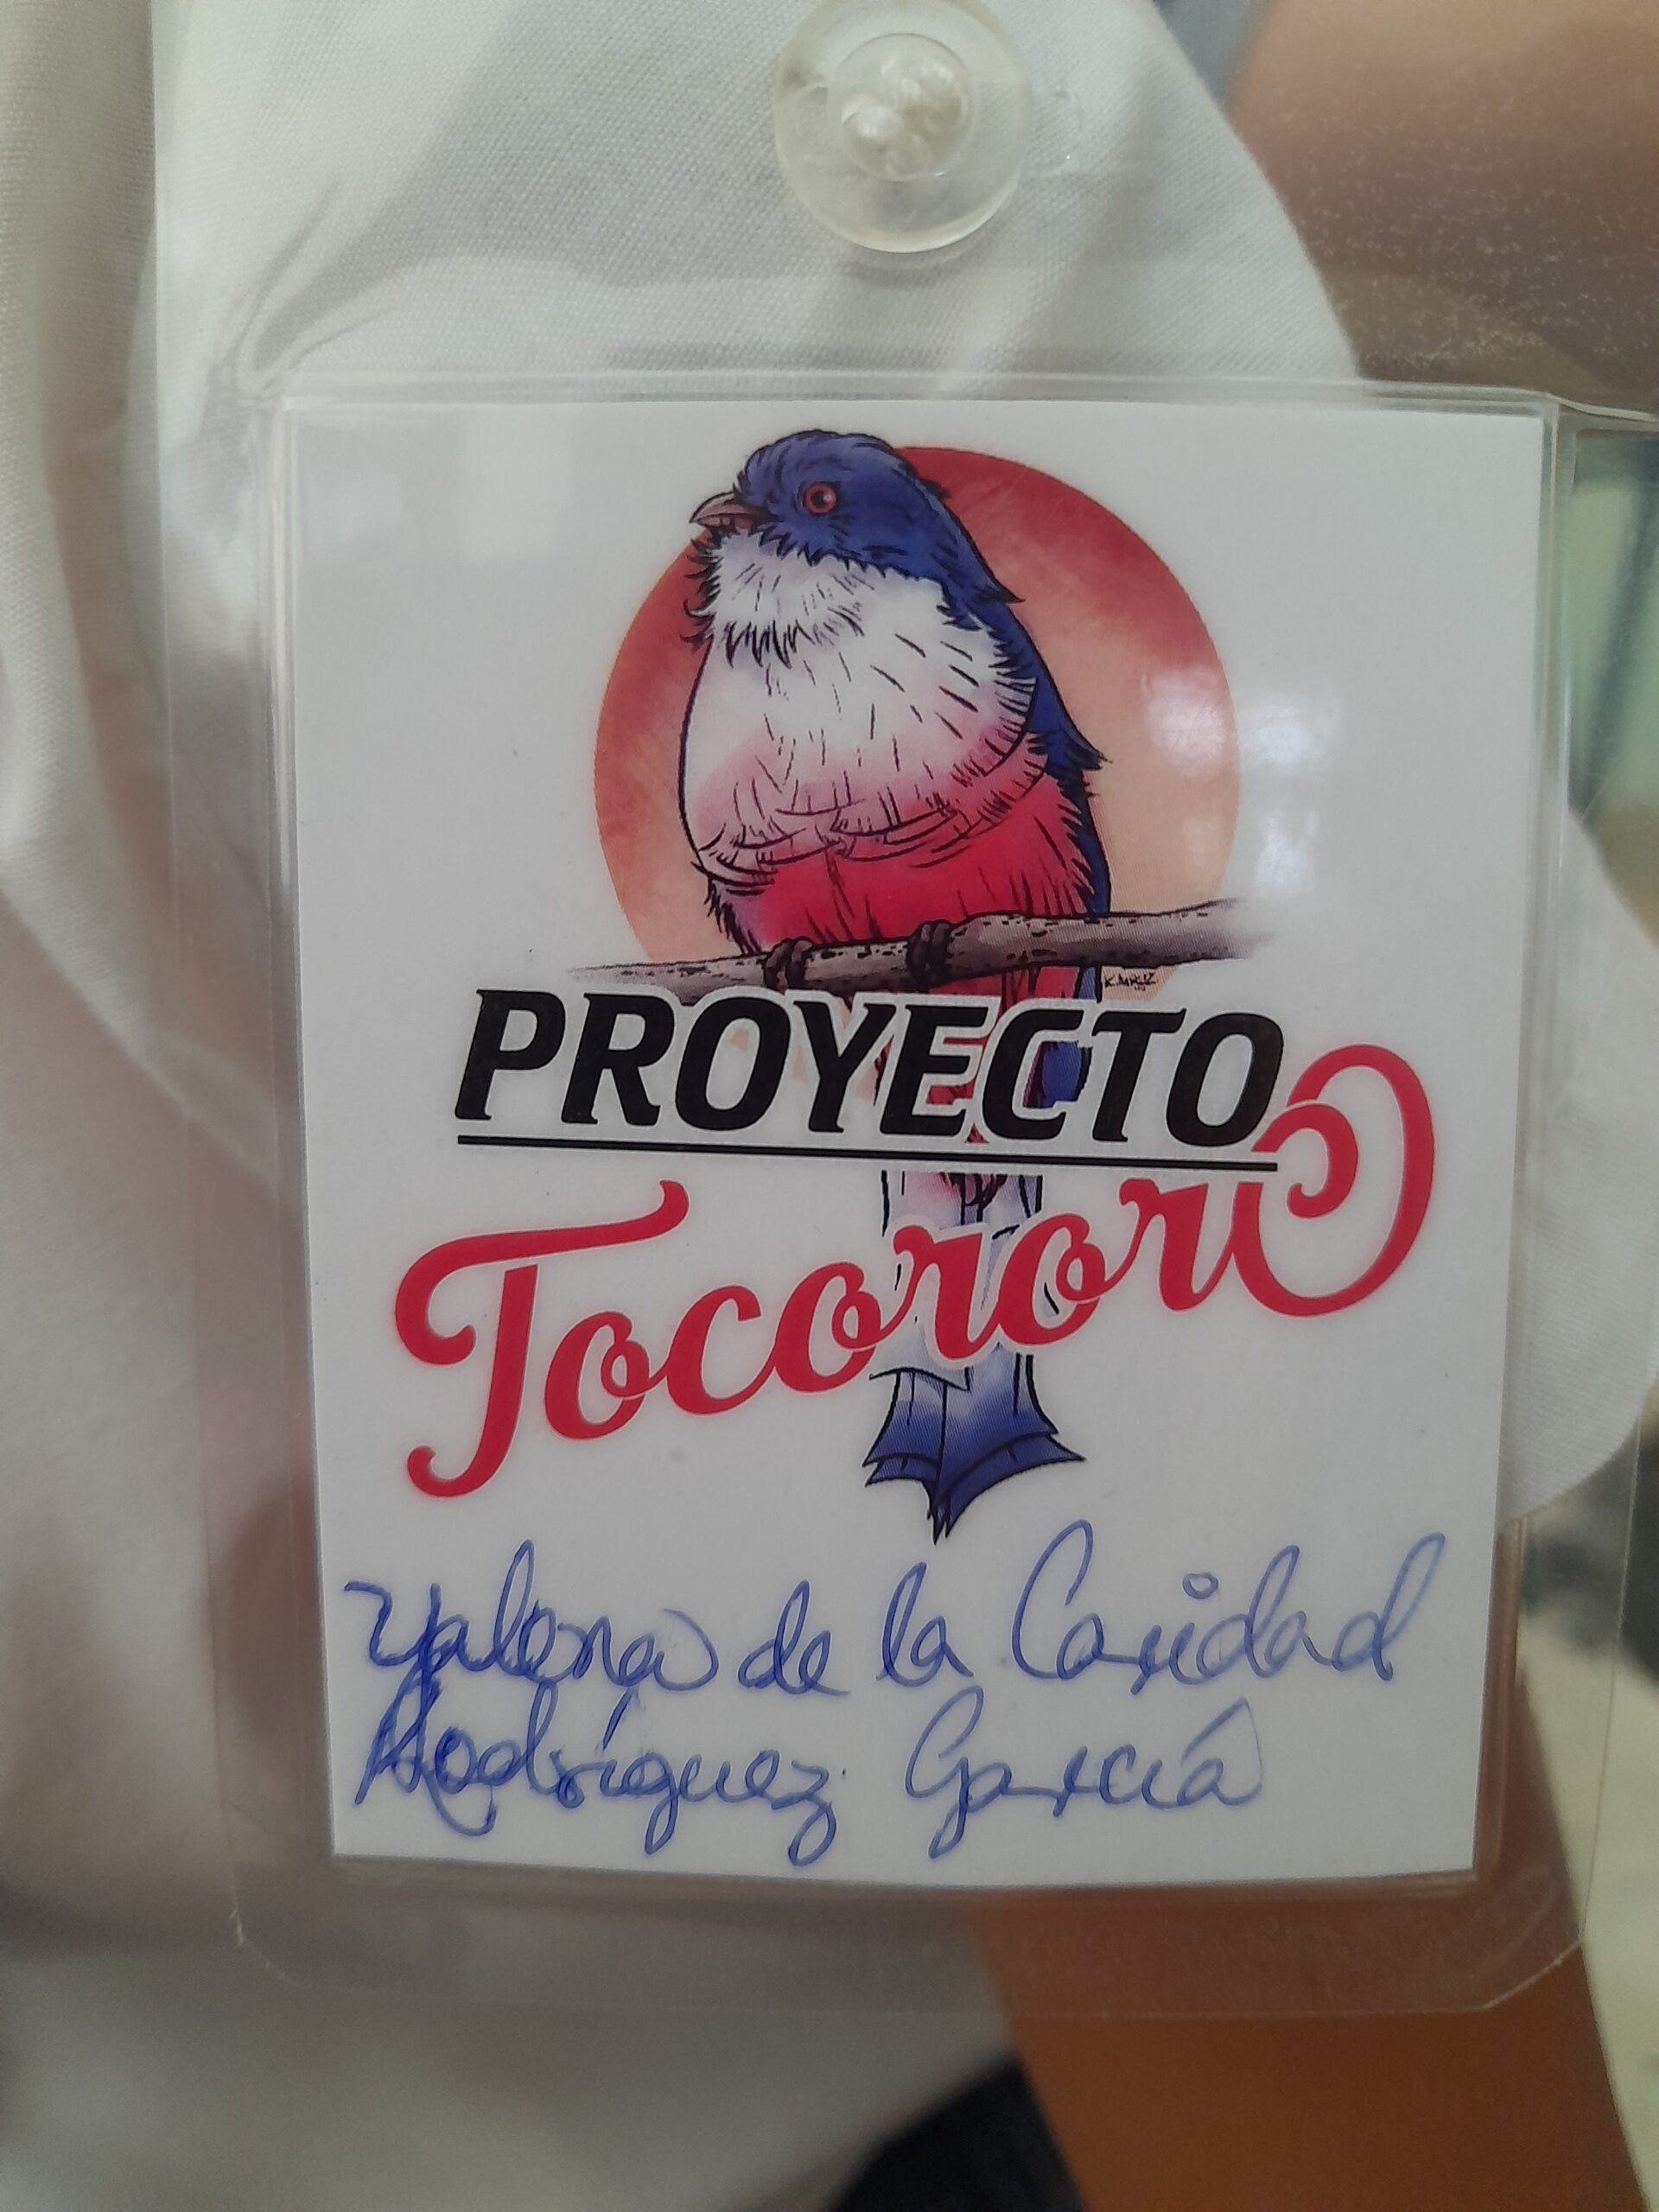 PROYECTO
Tocororo
Yalena de la Caridad
Rodríguez García